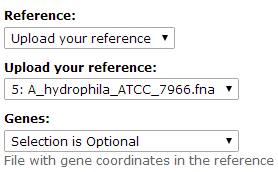 Reference:
Upload your reference
Upload your reference:
5: A_hydrophila_ATCC_7966.fna
Genes:
Selection is Optional
File with gene coordinates in the reference